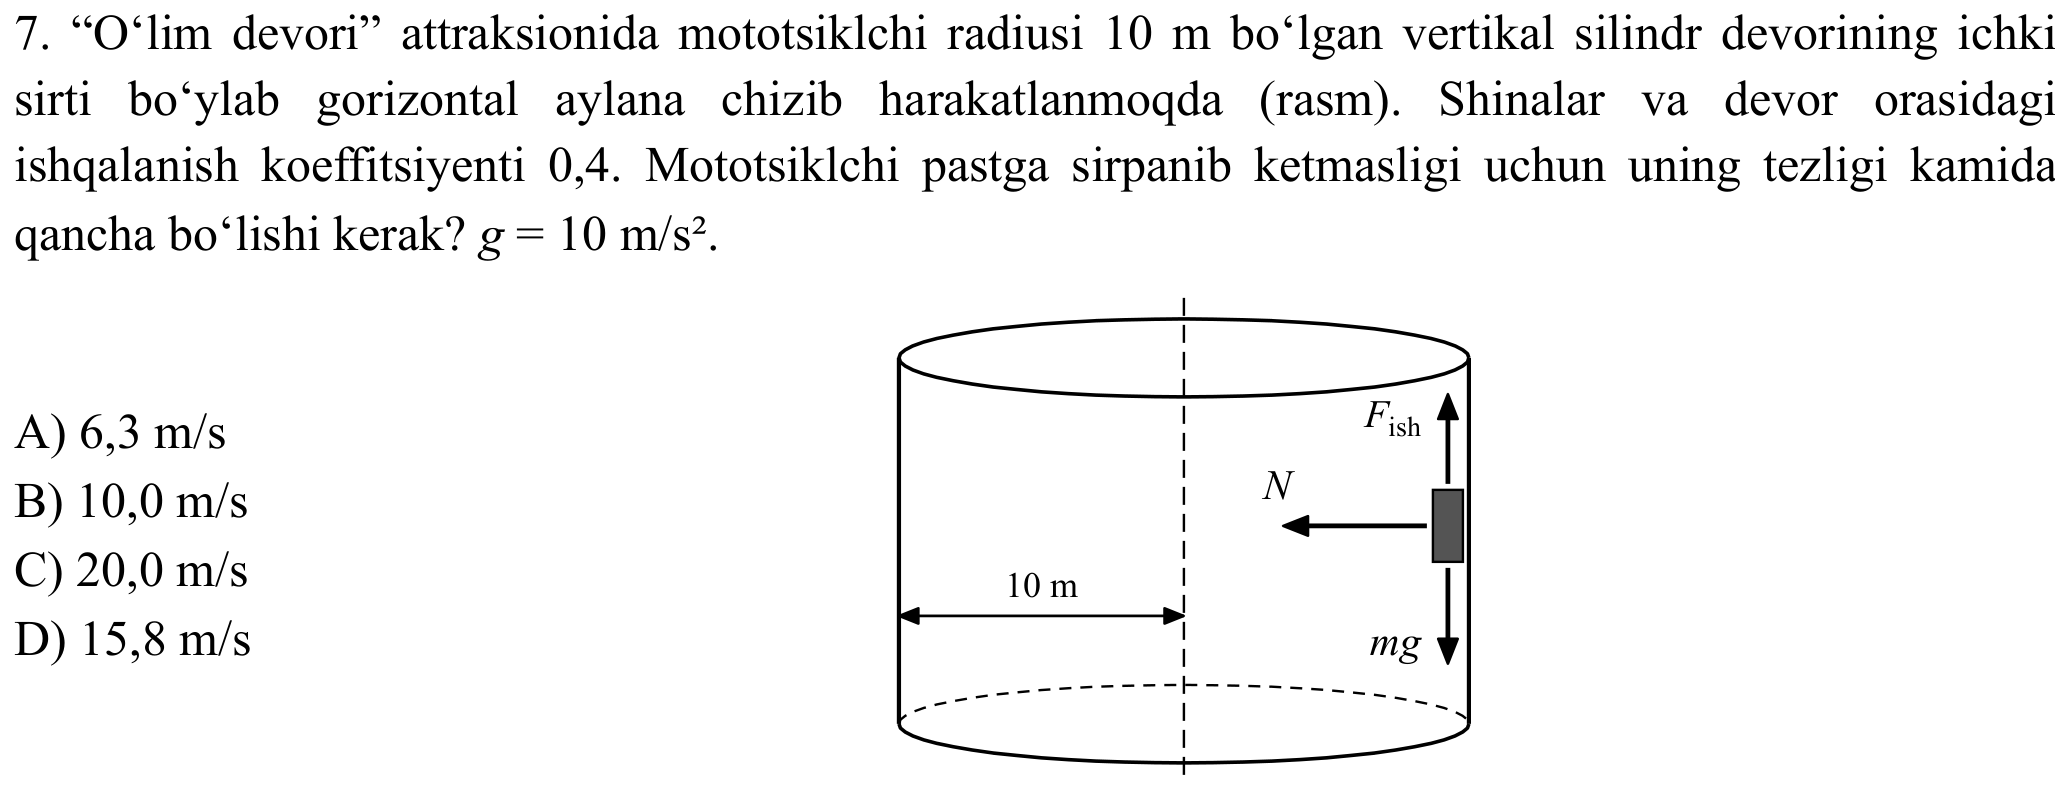 7. “O‘lim devori” attraksionida mototsiklchi radiusi 10 m bo‘lgan vertikal silindr devorining ichki
sirti bo‘ylab gorizontal aylana chizib harakatlanmoqda (rasm). Shinalar va devor orasidagi
ishqalanish koeffitsiyenti 0,4. Mototsiklchi pastga sirpanib ketmasligi uchun uning tezligi kamida
qancha bo‘lishi kerak? g = 10 m/s².
A) 6,3 m/s
B) 10,0 m/s
C) 20,0 m/s
D) 15,8 m/s
F_ish
N
10 m
mg